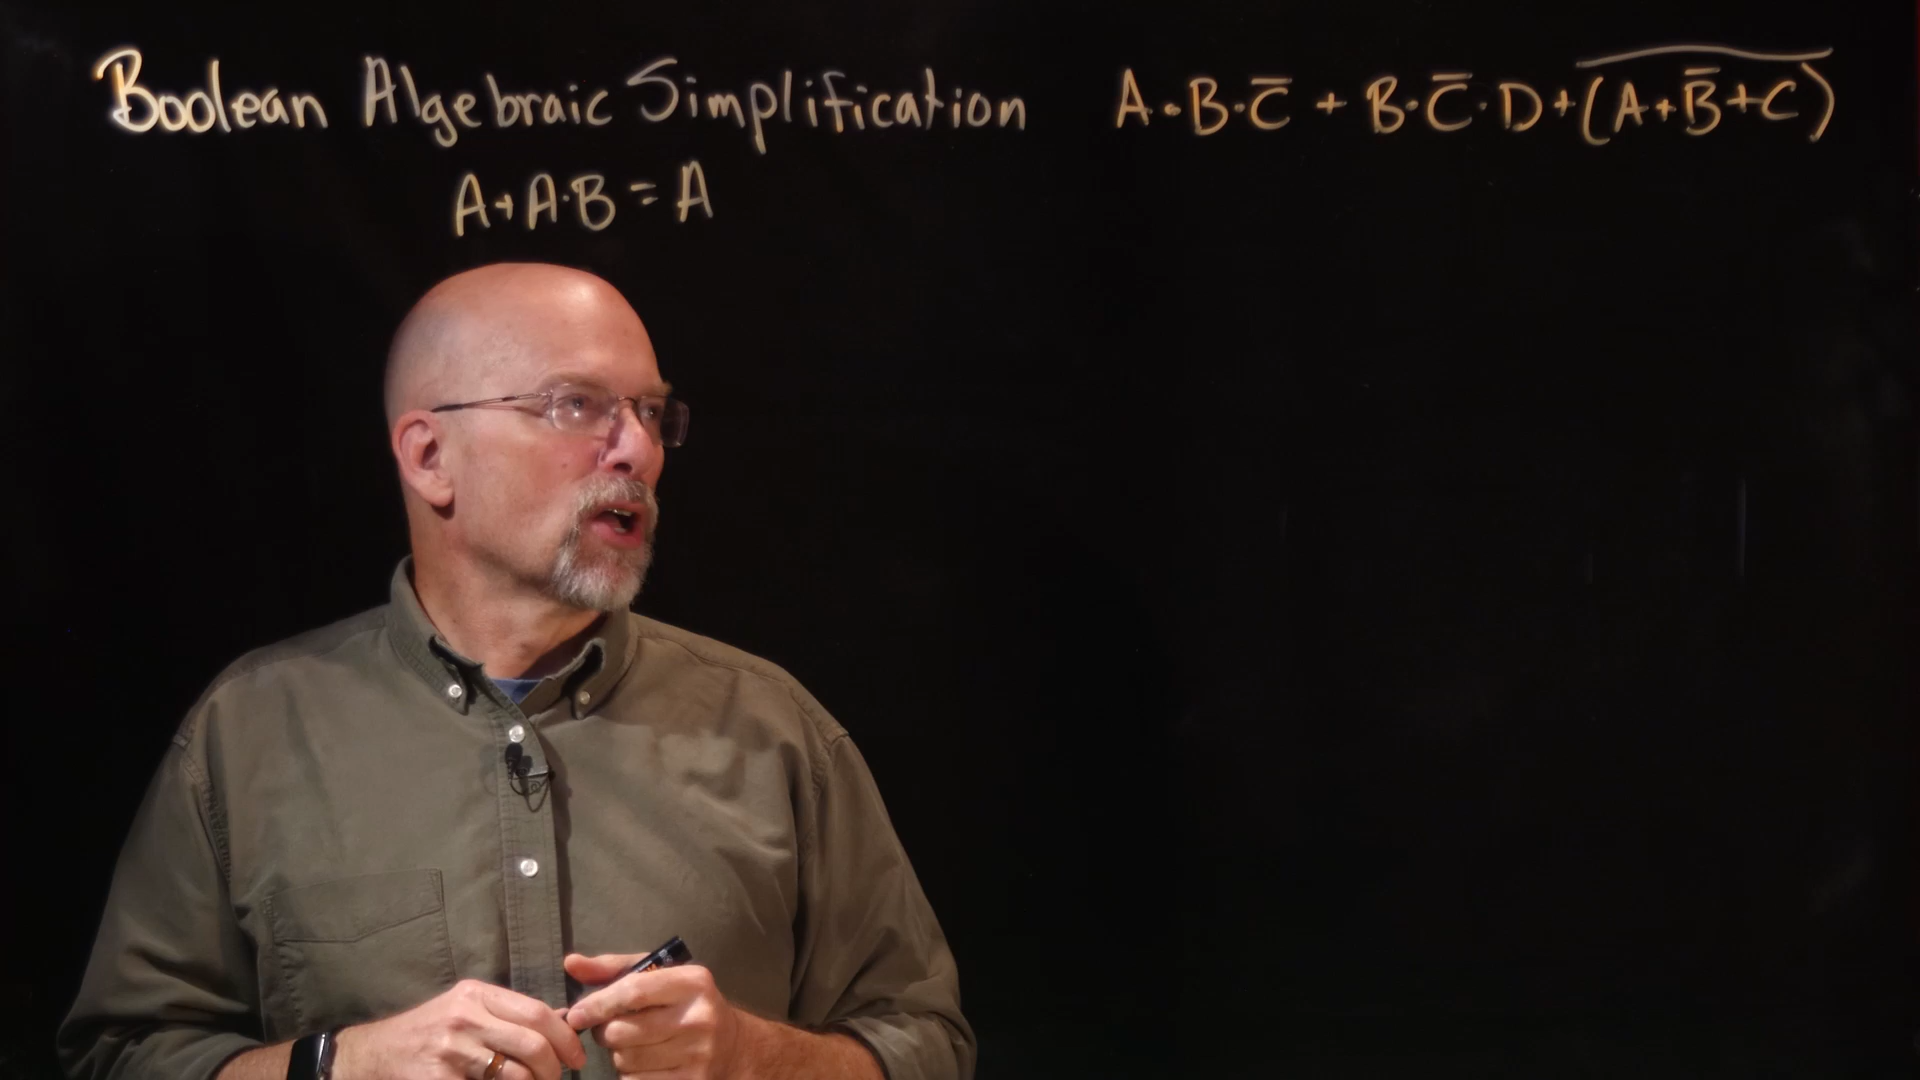 Boolean Algebraic Simplification
A+A·B=A
A·B·C̅ + B·C̅·D+(̅A̅+̅B̅̅+̅C̅)̅